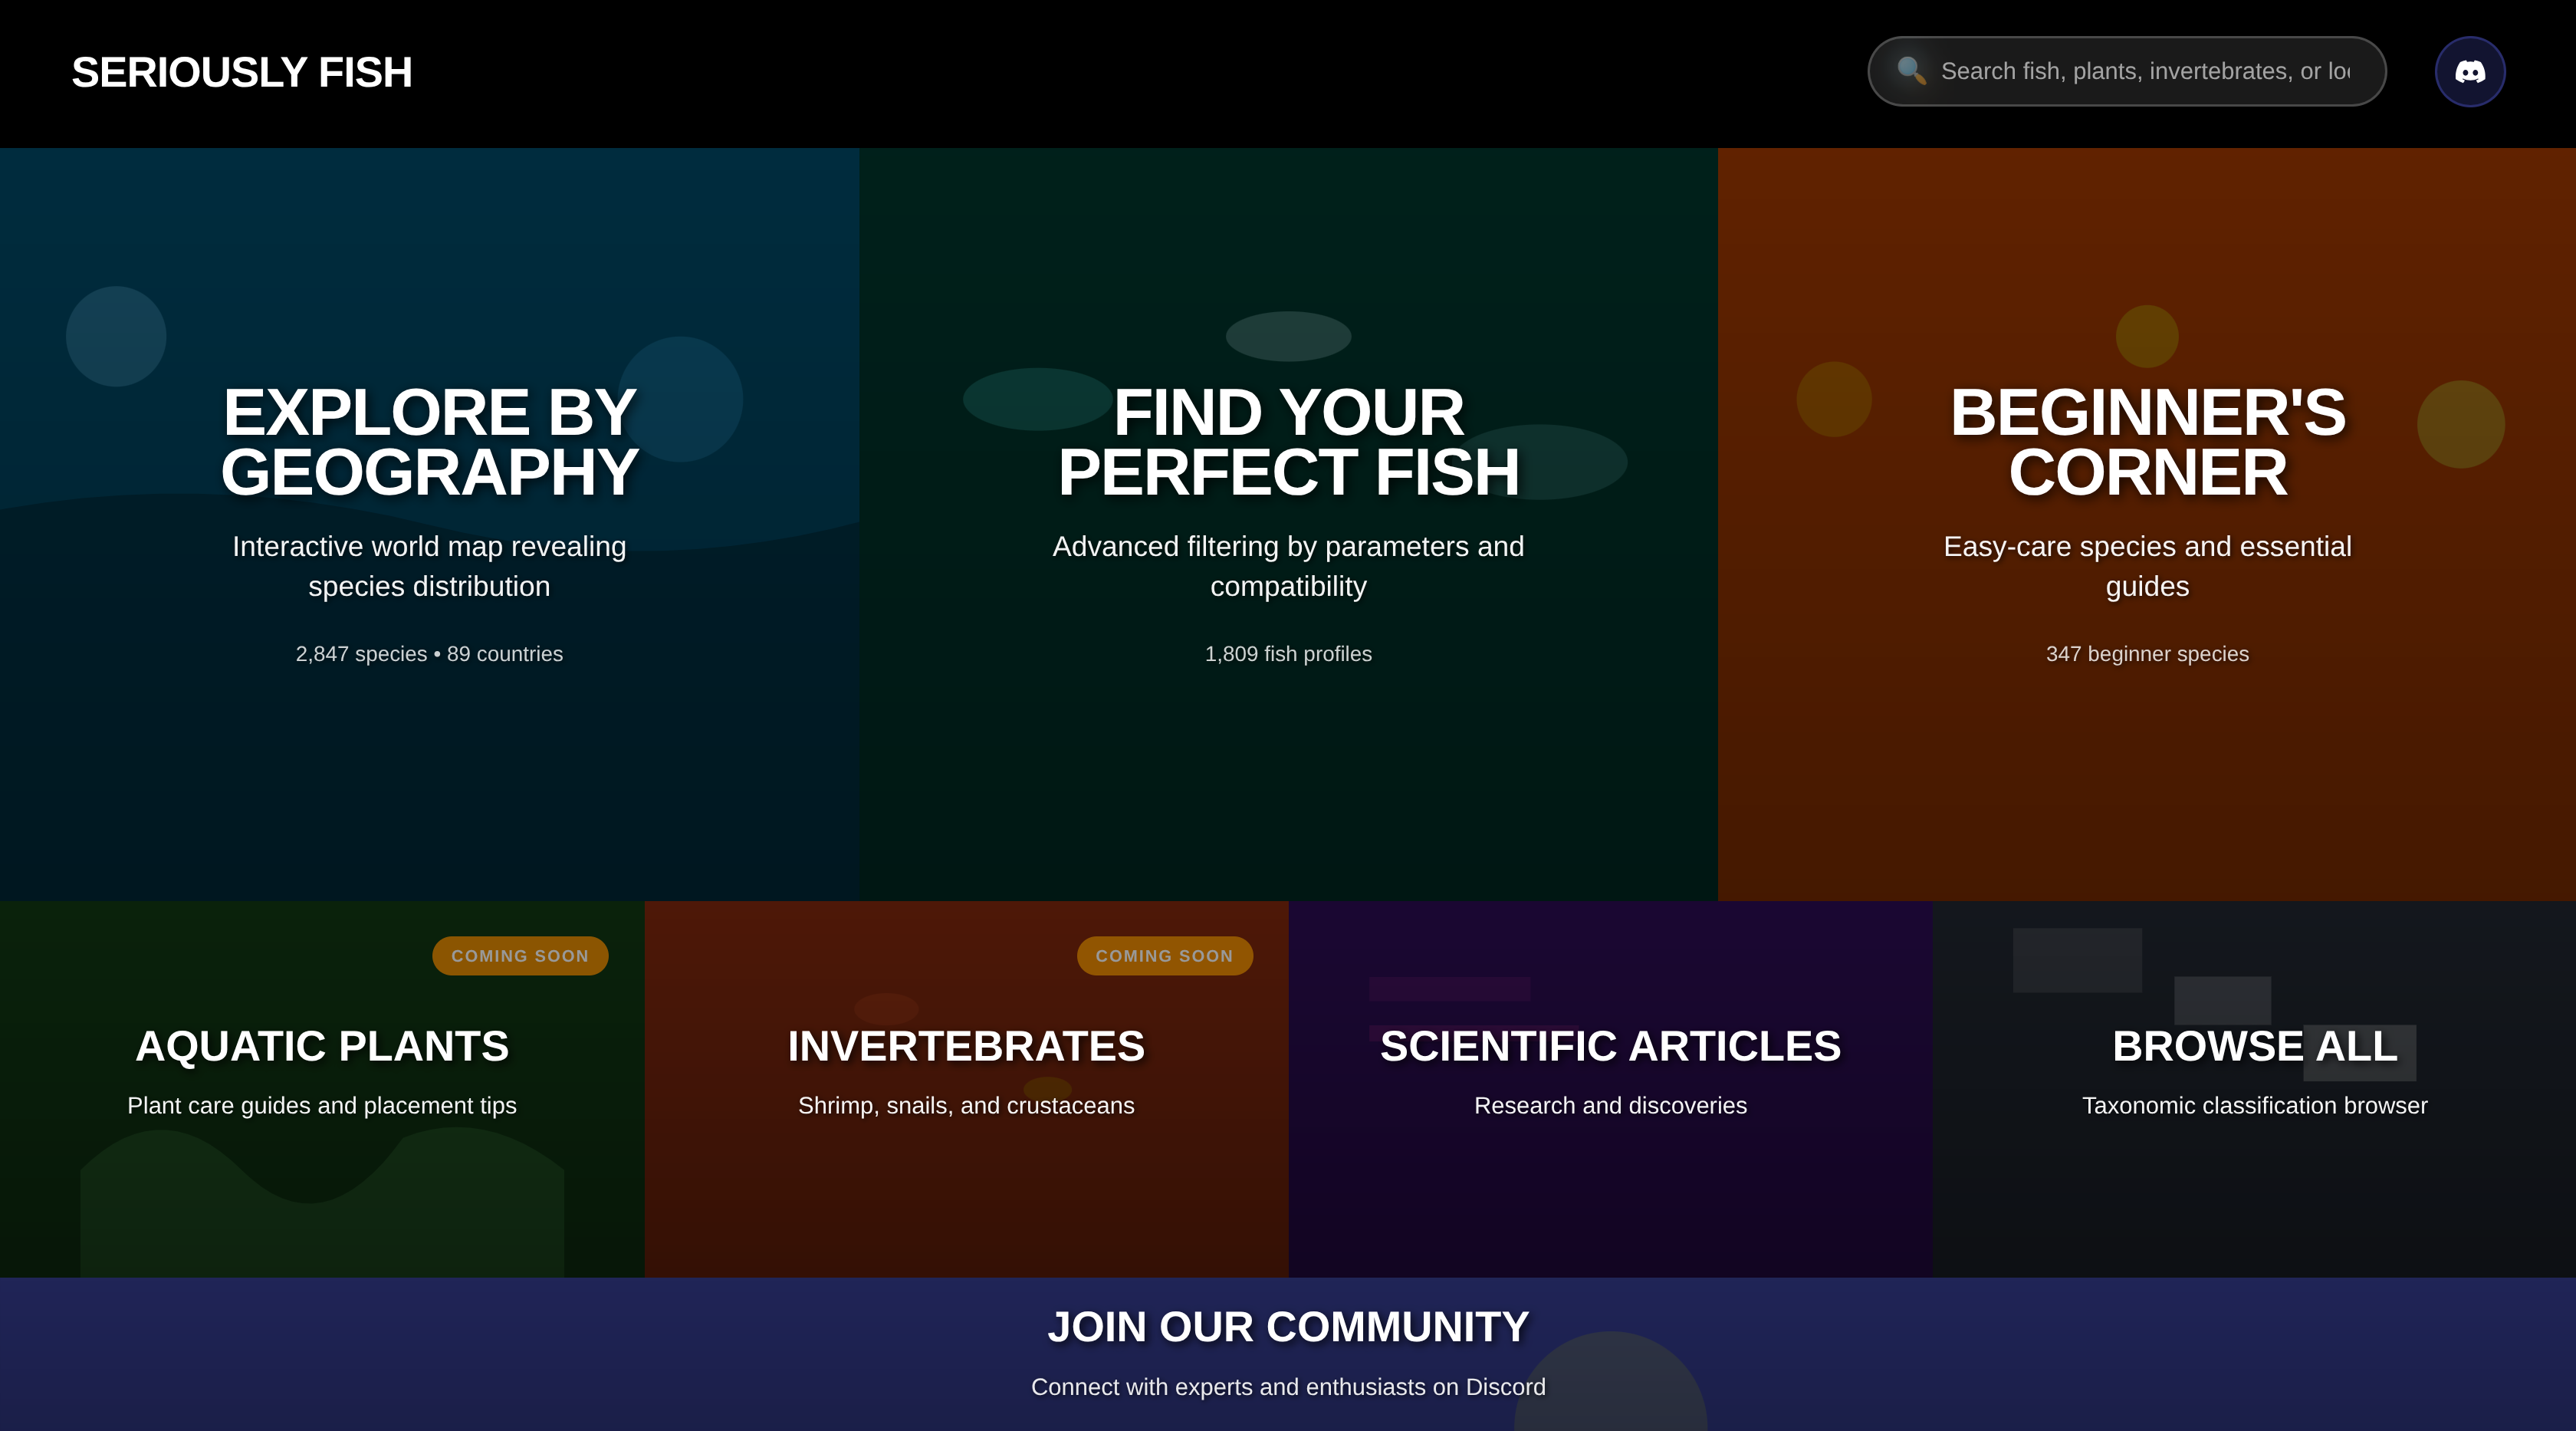 SERIOUSLY FISH
Search fish, plants, invertebrates, or lo
EXPLORE BY
GEOGRAPHY
Interactive world map revealing
species distribution
2,847 species • 89 countries
FIND YOUR
PERFECT FISH
Advanced filtering by parameters and
compatibility
1,809 fish profiles
BEGINNER'S
CORNER
Easy-care species and essential
guides
347 beginner species
COMING SOON
AQUATIC PLANTS
Plant care guides and placement tips
COMING SOON
INVERTEBRATES
Shrimp, snails, and crustaceans
SCIENTIFIC ARTICLES
Research and discoveries
BROWSE ALL
Taxonomic classification browser
JOIN OUR COMMUNITY
Connect with experts and enthusiasts on Discord